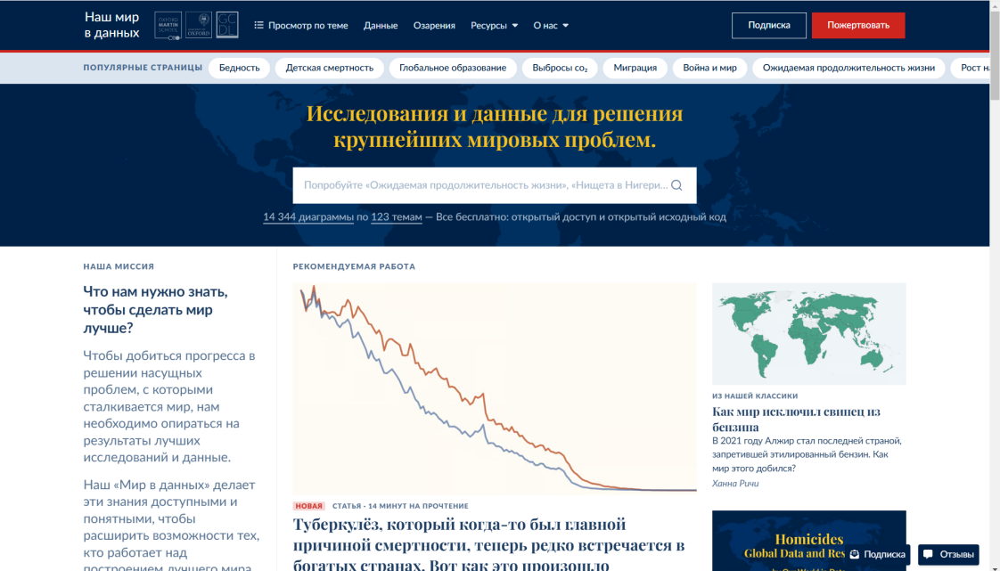 Наш мир
в данных
OXFORD
MARTIN
SCHOOL
UNIVERSITY OF
OXFORD
GC
DL
Просмотр по теме
Данные
Озарения
Ресурсы
О нас
Подписка
Пожертвовать
ПОПУЛЯРНЫЕ СТРАНИЦЫ
Бедность
Детская смертность
Глобальное образование
Выбросы co₂
Миграция
Война и мир
Ожидаемая продолжительность жизни
Рост
Исследования и данные для решения
крупнейших мировых проблем.
Попробуйте «Ожидаемая продолжительность жизни», «Нищета в Нигери...
14 344 диаграммы по 123 темам — Все бесплатно: открытый доступ и открытый исходный код
НАША МИССИЯ
Что нам нужно знать,
чтобы сделать мир
лучше?
Чтобы добиться прогресса в
решении насущных
проблем, с которыми
сталкивается мир, нам
необходимо опираться на
результаты лучших
исследований и данные.
Наш «Мир в данных» делает
эти знания доступными и
понятными, чтобы
расширить возможности тех,
кто работает над
построением лучшего мира.
РЕКОМЕНДУЕМАЯ РАБОТА
НОВАЯ СТАТЬЯ - 14 МИНУТ НА ПРОЧТЕНИЕ
Туберкулёз, который когда-то был главной
причиной смертности, теперь редко встречается в
богатых странах. Вот как это произошло
ИЗ НАШЕЙ КЛАССИКИ
Как мир исключил свинец из
бензина
В 2021 году Алжир стал последней страной,
запретившей этилированный бензин. Как
мир этого добился?
Ханна Ричи
Homicides
Global Data and Res
Подписка
Отзывы